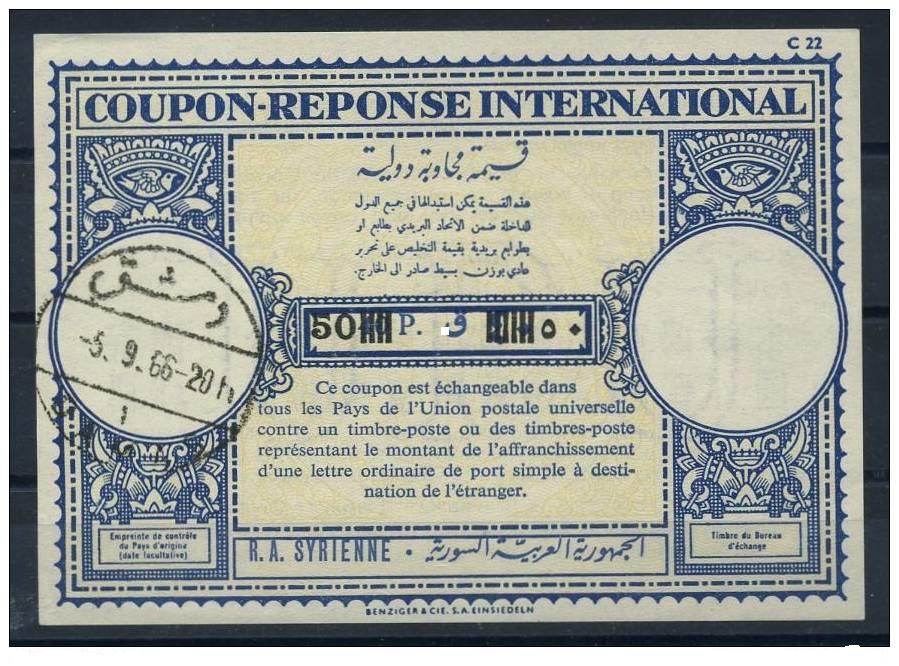 C 22
COUPON-REPONSE INTERNATIONAL
قسيمة مجاوبة دولية
هذه القسيمة يمكن استبدالها في جميع الدول
الداخلة ضمن الاتحاد البريدي بطابع او
بطوابع بريدية بقيمة التخليص على تحرير
عادي بوزن بسيط صادر الى الخارج.
دمشق
-5. 9. 66-20 h
١
50 P. ق ٥٠
Ce coupon est échangeable dans
tous les Pays de l'Union postale universelle
contre un timbre-poste ou des timbres-poste
représentant le montant de l'affranchissement
d'une lettre ordinaire de port simple à desti-
nation de l'étranger.
Empreinte de contrôle
du Pays d'origine
(date facultative)
Timbre du Bureau
d'échange
R. A. SYRIENNE · الجمهورية العربية السورية
BENZIGER & CIE. S.A. EINSIEDELN